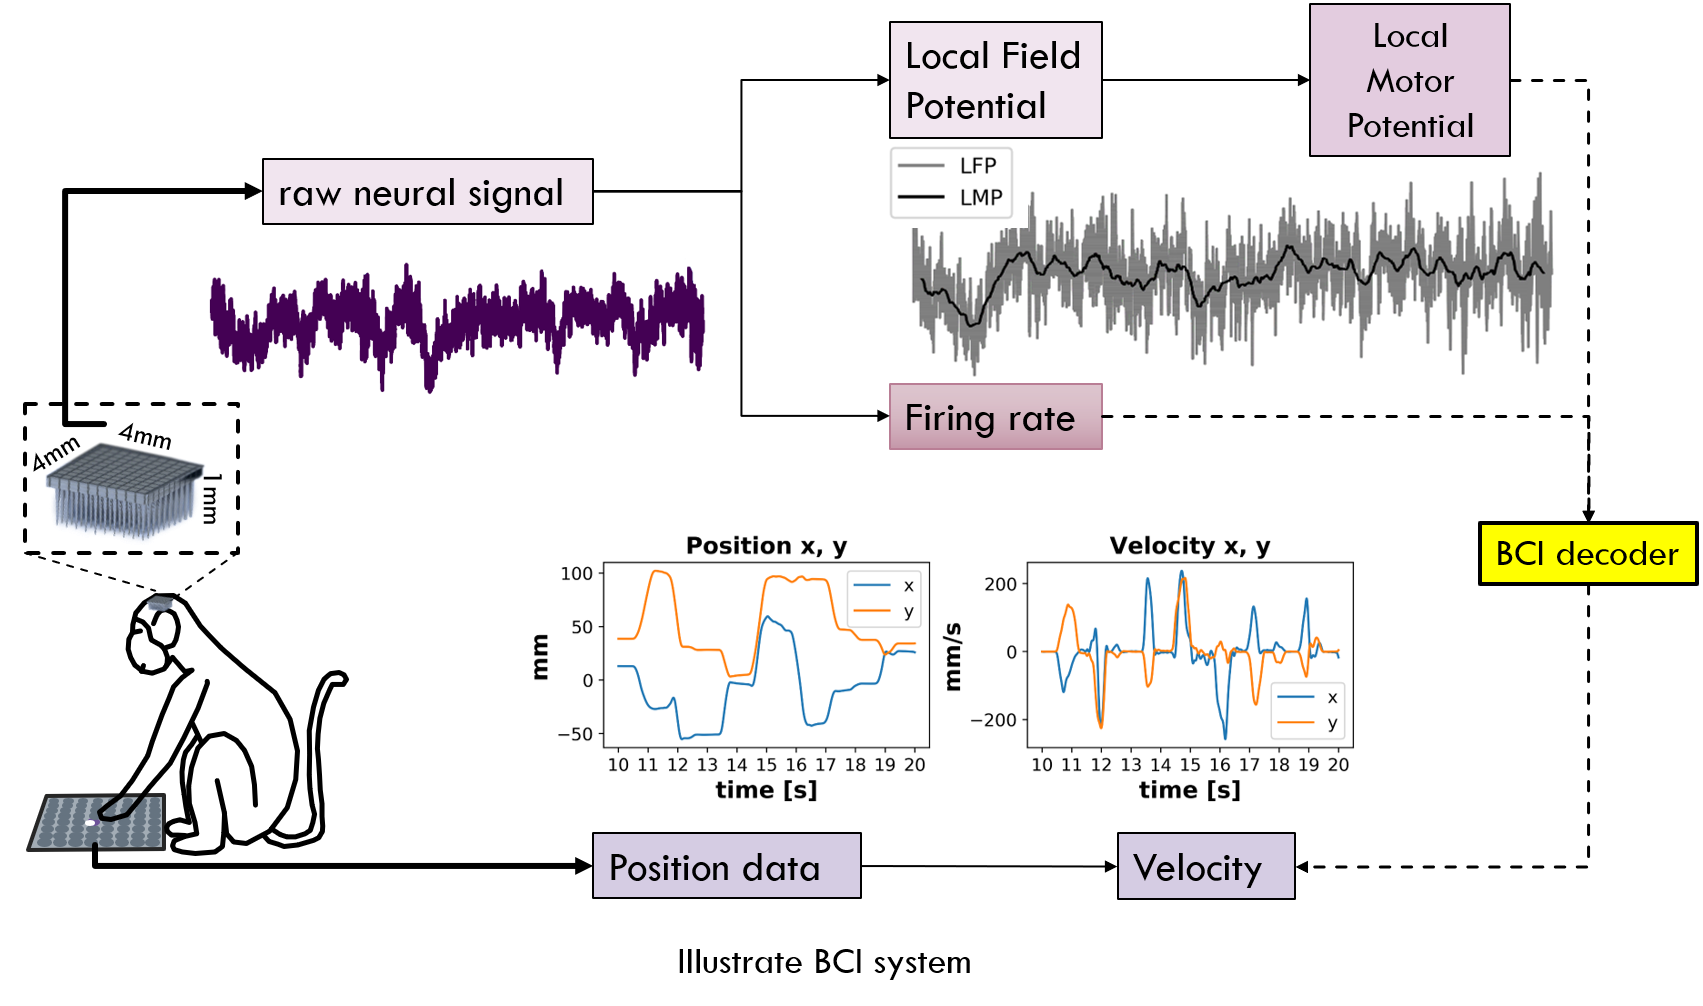 Local Field
Potential
Local
Motor
Potential
raw neural signal
LFP
LMP
Firing rate
4mm
4mm
1mm
BCI decoder
Position x, y
100
50
0
−50
mm
x
y
10 11 12 13 14 15 16 17 18 19 20
time [s]
Velocity x, y
200
0
−200
mm/s
x
y
10 11 12 13 14 15 16 17 18 19 20
time [s]
Position data
Velocity
Illustrate BCI system